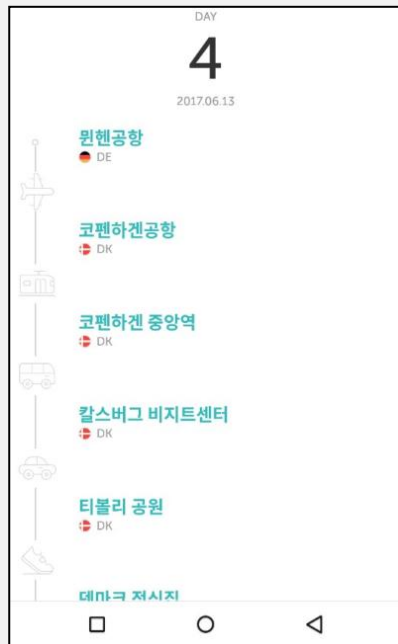 DAY
4
2017.06.13
뮌헨공항
DE
코펜하겐공항
DK
코펜하겐 중앙역
DK
칼스버그 비지트센터
DK
티볼리 공원
DK